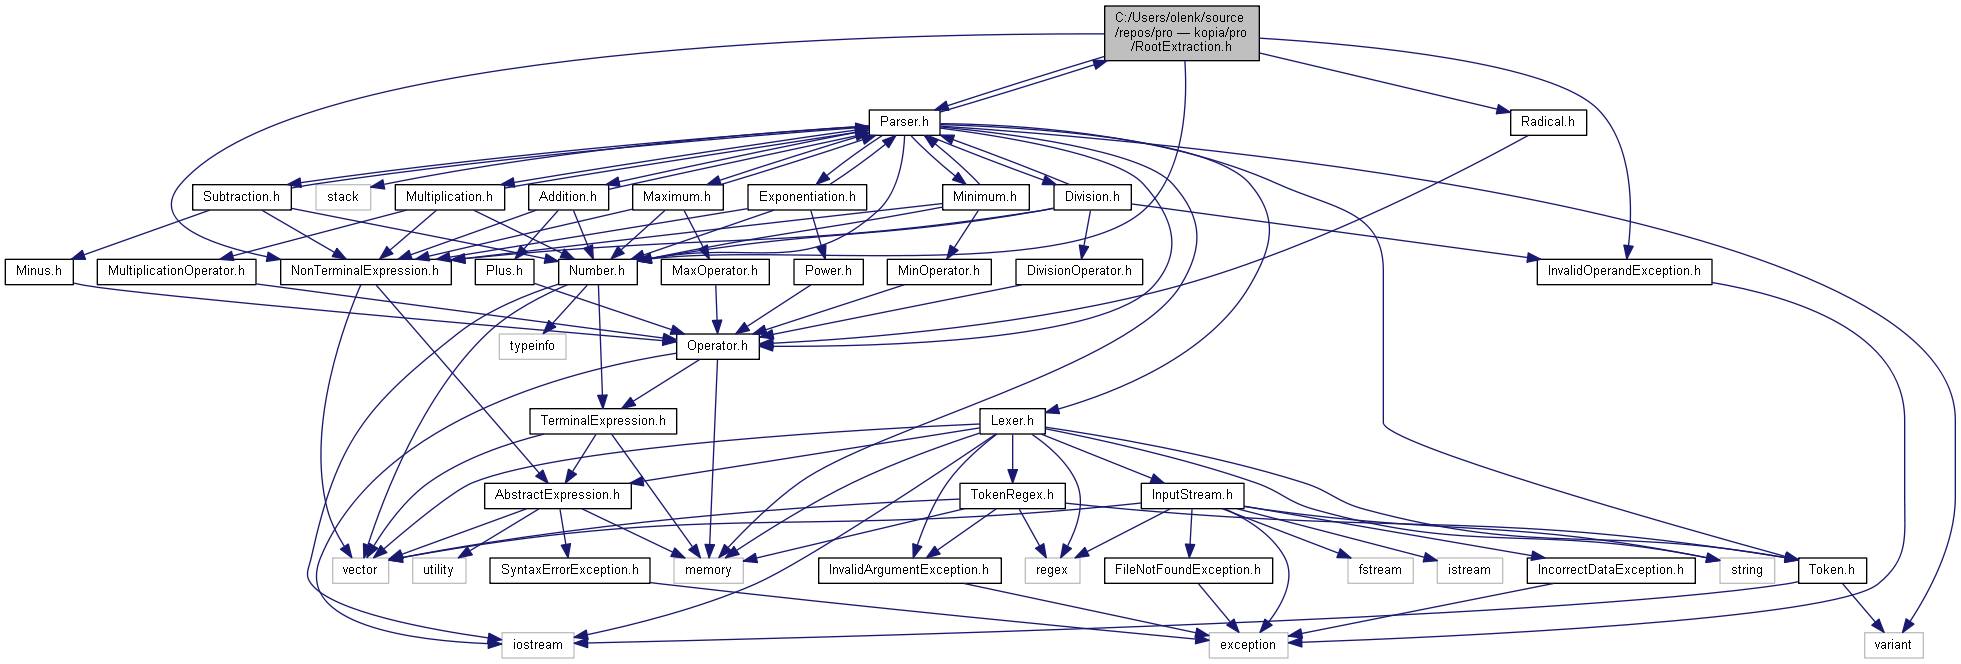 C:/Users/olenk/source
/repos/pro — kopia/pro
/RootExtraction.h
Parser.h
Radical.h
Subtraction.h
stack
Multiplication.h
Addition.h
Maximum.h
Exponentiation.h
Minimum.h
Division.h
Minus.h
MultiplicationOperator.h
NonTerminalExpression.h
Plus.h
Number.h
MaxOperator.h
Power.h
MinOperator.h
DivisionOperator.h
InvalidOperandException.h
typeinfo
Operator.h
TerminalExpression.h
Lexer.h
AbstractExpression.h
TokenRegex.h
InputStream.h
vector
utility
SyntaxErrorException.h
memory
InvalidArgumentException.h
regex
FileNotFoundException.h
fstream
istream
IncorrectDataException.h
string
Token.h
iostream
exception
variant